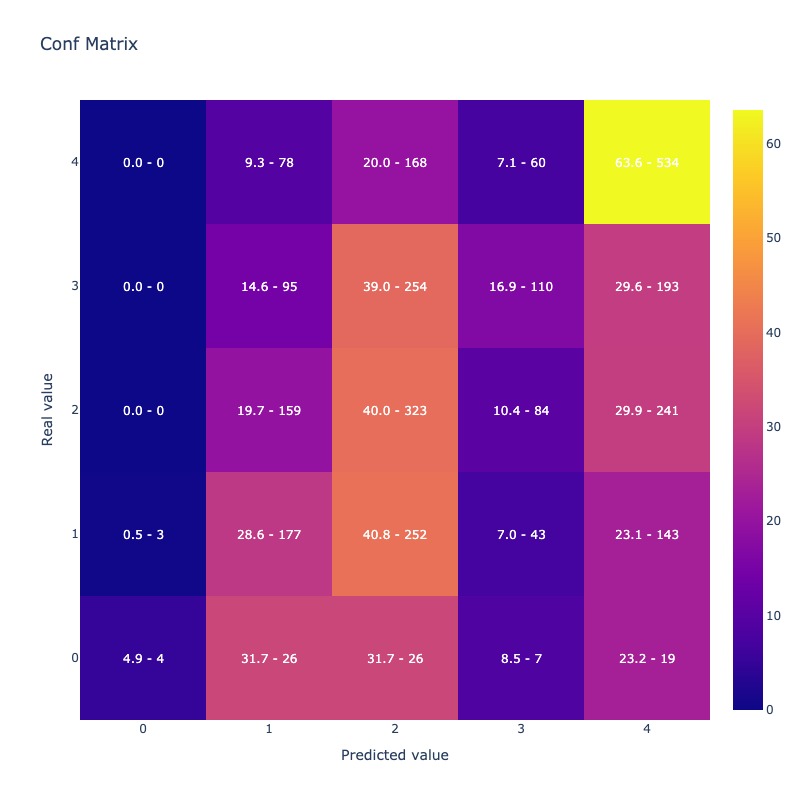 Conf Matrix
4 0.0 - 0 9.3 - 78 20.0 - 168 7.1 - 60 63.6 - 534
3 0.0 - 0 14.6 - 95 39.0 - 254 16.9 - 110 29.6 - 193
2 0.0 - 0 19.7 - 159 40.0 - 323 10.4 - 84 29.9 - 241
1 0.5 - 3 28.6 - 177 40.8 - 252 7.0 - 43 23.1 - 143
0 4.9 - 4 31.7 - 26 31.7 - 26 8.5 - 7 23.2 - 19
0 1 2 3 4
Predicted value
Real value
60
50
40
30
20
10
0